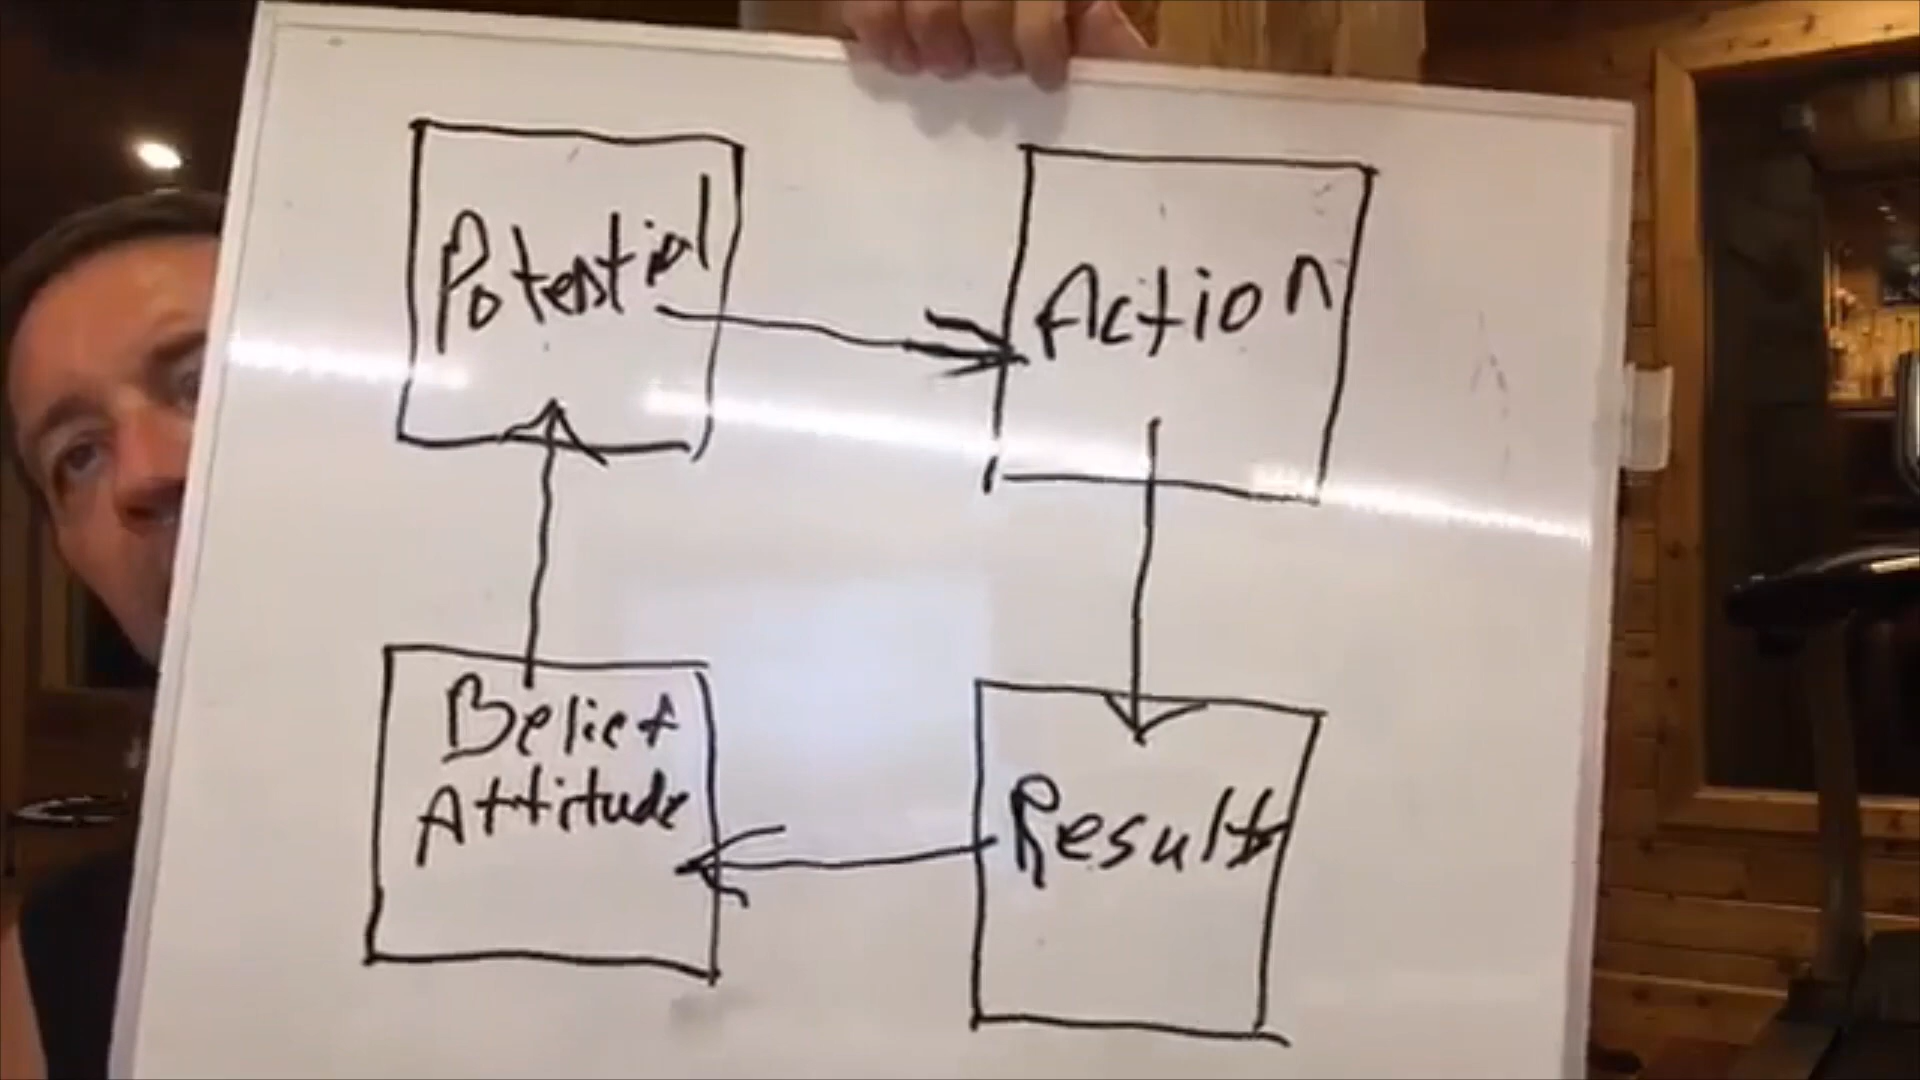 Potential
Action
Belief
Attitude
Results